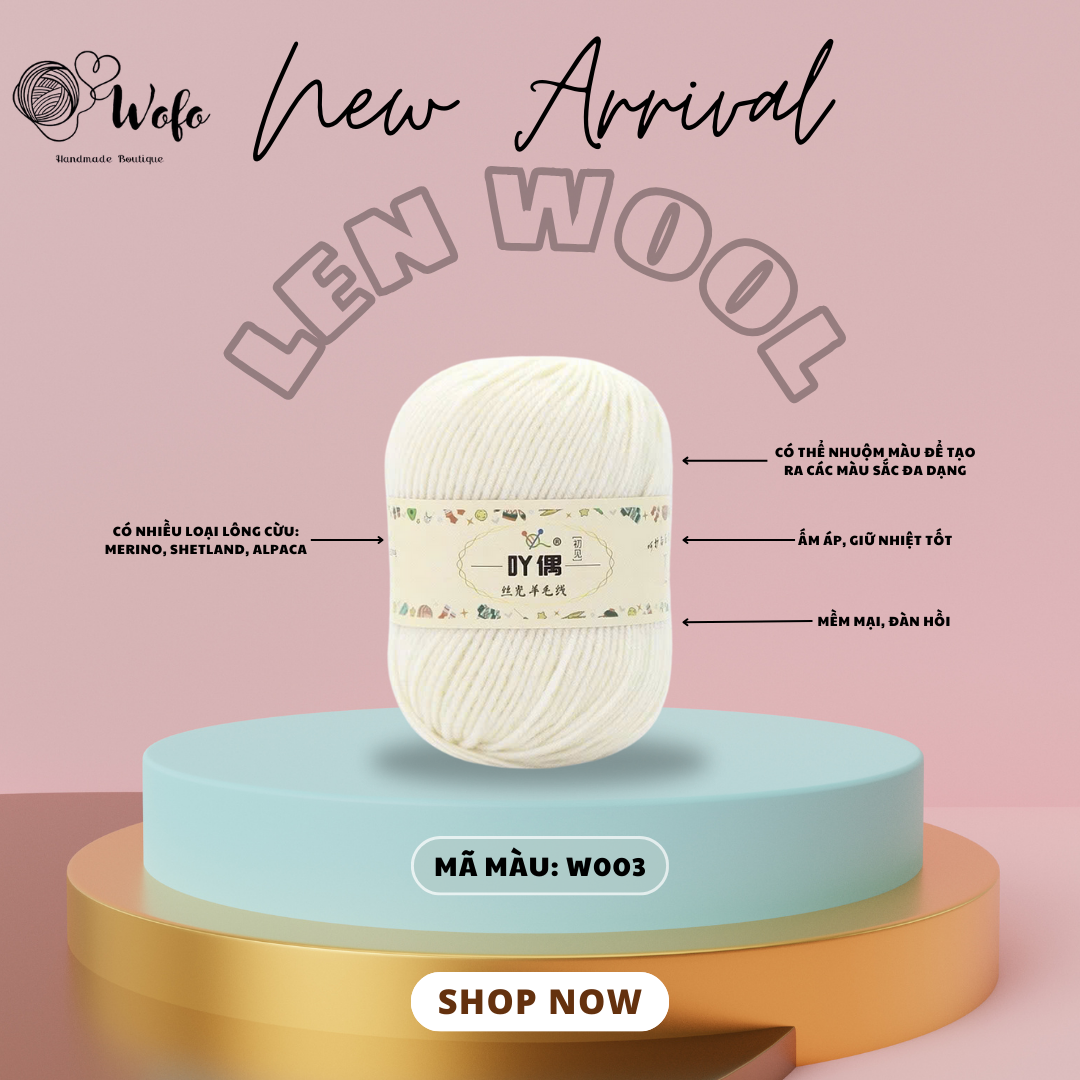 Wofo
Handmade Boutique
New Arrival
LEN WOOL
CÓ THỂ NHUỘM MÀU ĐỂ TẠO
RA CÁC MÀU SẮC ĐA DẠNG
CÓ NHIỀU LOẠI LÔNG CỪU:
MERINO, SHETLAND, ALPACA
ẤM ÁP, GIỮ NHIỆT TỐT
MỀM MẠI, ĐÀN HỒI
®
[初见]
吖偶
丝光羊毛线
MÃ MÀU: W003
SHOP NOW